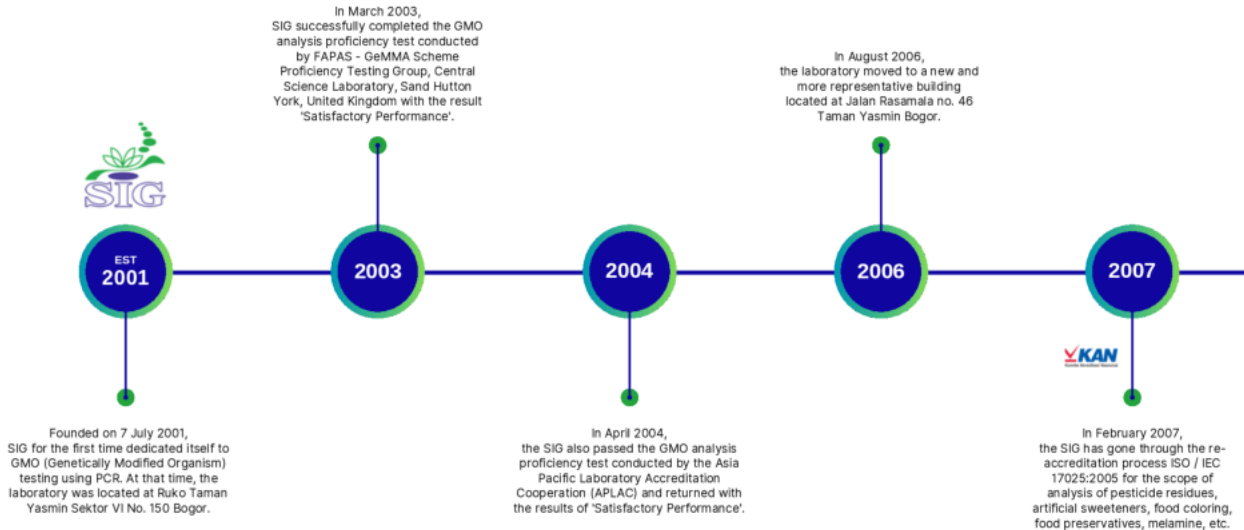 In March 2003,
SIG successfully completed the GMO
analysis proficiency test conducted
by FAPAS - GeMMA Scheme
Proficiency Testing Group, Central
Science Laboratory, Sand Hutton
York, United Kingdom with the result
'Satisfactory Performance'.
In August 2006,
the laboratory moved to a new and
more representative building
located at Jalan Rasamala no. 46
Taman Yasmin Bogor.
SIG
EST
2001
2003
2004
2006
2007
KAN
Komite Akreditasi Nasional
Founded on 7 July 2001,
SIG for the first time dedicated itself to
GMO (Genetically Modified Organism)
testing using PCR. At that time, the
laboratory was located at Ruko Taman
Yasmin Sektor VI No. 150 Bogor.
In April 2004,
the SIG also passed the GMO analysis
proficiency test conducted by the Asia
Pacific Laboratory Accreditation
Cooperation (APLAC) and returned with
the results of 'Satisfactory Performance'.
In February 2007,
the SIG has gone through the re-
accreditation process ISO / IEC
17025:2005 for the scope of
analysis of pesticide residues,
artificial sweeteners, food coloring,
food preservatives, melamine, etc.